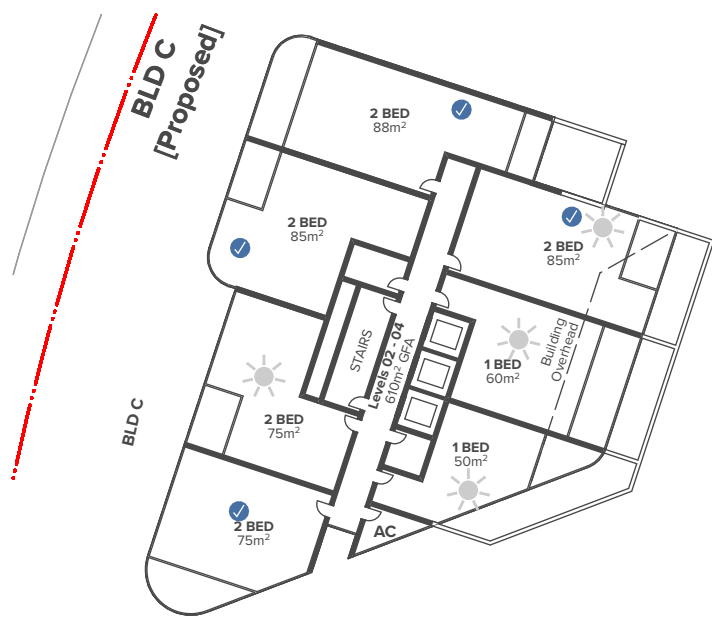 BLD C
[Proposed]
2 BED
88m²
2 BED
85m²
2 BED
85m²
STAIRS
Levels 02 - 04
610m² GFA
Building
Overhead
1 BED
60m²
BLD C
2 BED
75m²
1 BED
50m²
2 BED
75m²
AC